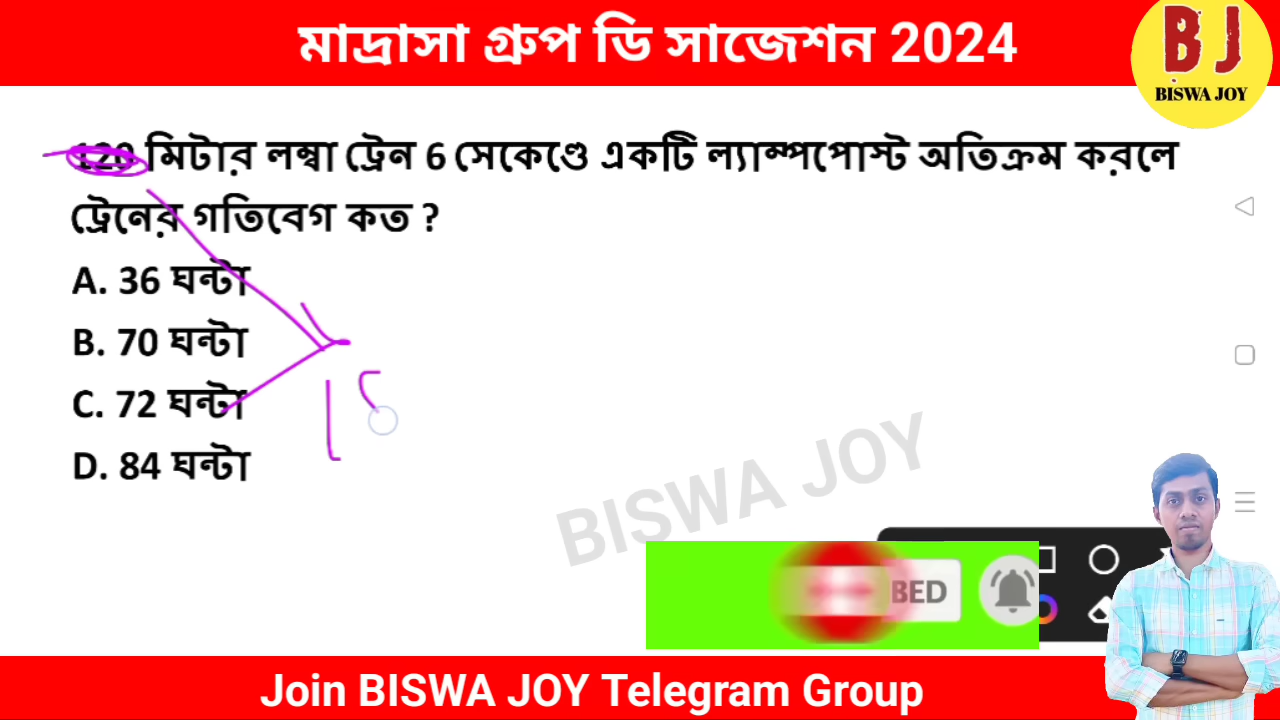 মাদ্রাসা গ্রুপ ডি সাজেশন 2024
BJ
BISWA JOY
120 মিটার লম্বা ট্রেন 6 সেকেণ্ডে একটি ল্যাম্পপোস্ট অতিক্রম করলে
ট্রেনের গতিবেগ কত ?
A. 36 ঘন্টা
B. 70 ঘন্টা
C. 72 ঘন্টা
D. 84 ঘন্টা
BISWA JOY
BED
Join BISWA JOY Telegram Group